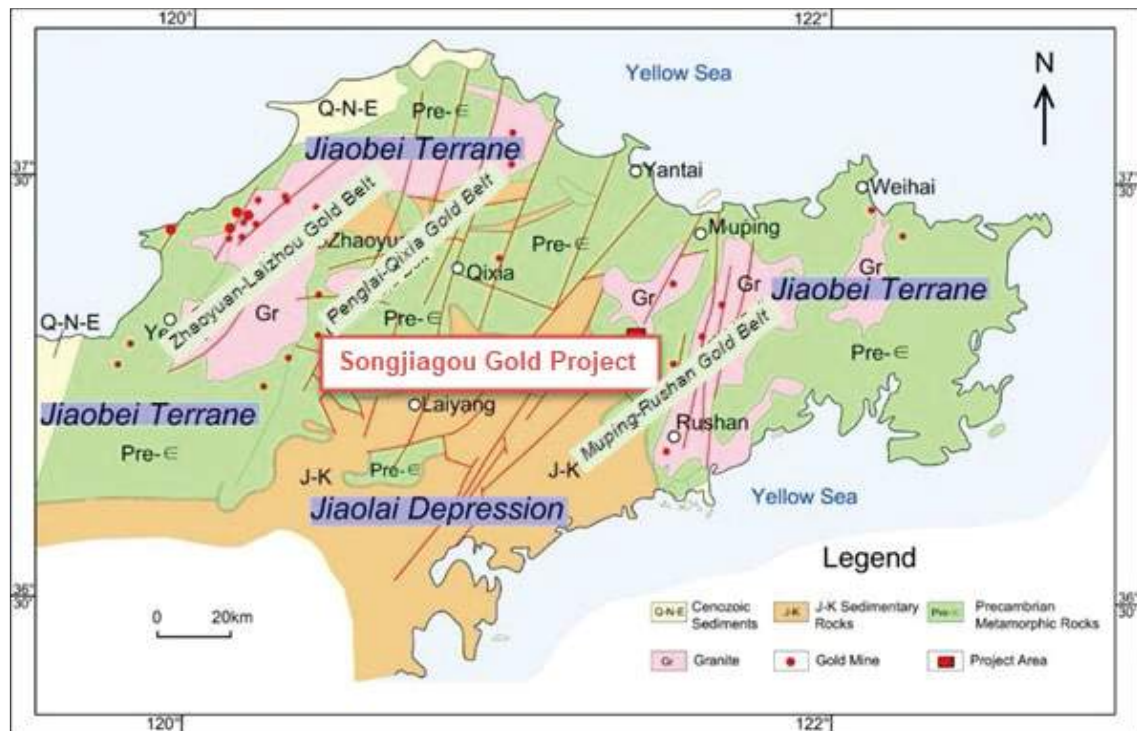 120°
122°
Yellow Sea
N
Q-N-E
Pre-∈
Jiaobei Terrane
37°
30'
37°
30'
Yantai
Weihai
Zhaoyuan-Laizhou Gold Belt
Penglai-Qixia Gold Belt
Pre-∈
Muping
Qixia
Gr
Gr
Gr
Gr
Jiaobei Terrane
Q-N-E
Pre-∈
Pre-∈
Songjiagou Gold Project
Muping-Rushan Gold Belt
Laiyang
Jiaobei Terrane
Rushan
Pre-∈
Pre-∈
J-K
J-K
Jiaolai Depression
Yellow Sea
Legend
36°
30'
36°
30'
0 20km
Q-N-E Cenozoic Sediments
J-K J-K Sedimentary Rocks
Pre-∈ Precambrian Metamorphic Rocks
Gr Granite
Gold Mine
Project Area
120°
122°